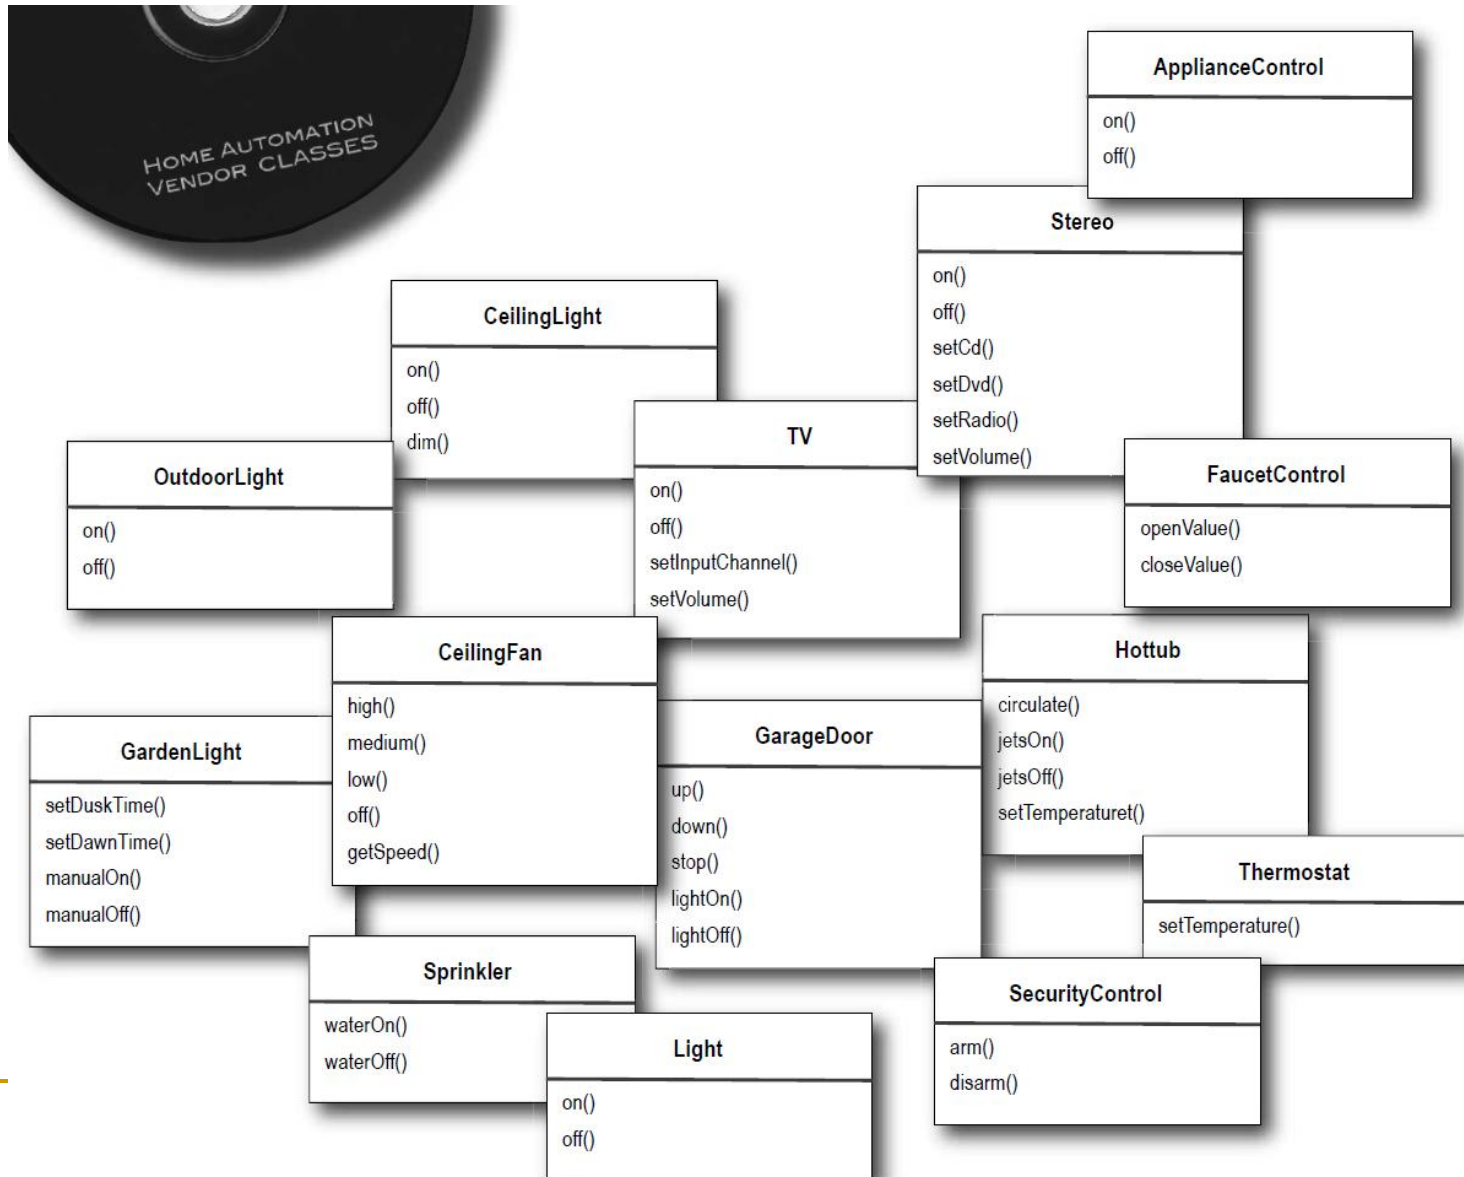 HOME AUTOMATION
VENDOR CLASSES
ApplianceControl
on()
off()
Stereo
on()
off()
setCd()
setDvd()
setRadio()
setVolume()
CeilingLight
on()
off()
dim()
TV
on()
off()
setInputChannel()
setVolume()
OutdoorLight
on()
off()
FaucetControl
openValue()
closeValue()
CeilingFan
high()
medium()
low()
off()
getSpeed()
Hottub
circulate()
jetsOn()
jetsOff()
setTemperaturet()
GardenLight
setDuskTime()
setDawnTime()
manualOn()
manualOff()
GarageDoor
up()
down()
stop()
lightOn()
lightOff()
Thermostat
setTemperature()
Sprinkler
waterOn()
waterOff()
SecurityControl
arm()
disarm()
Light
on()
off()